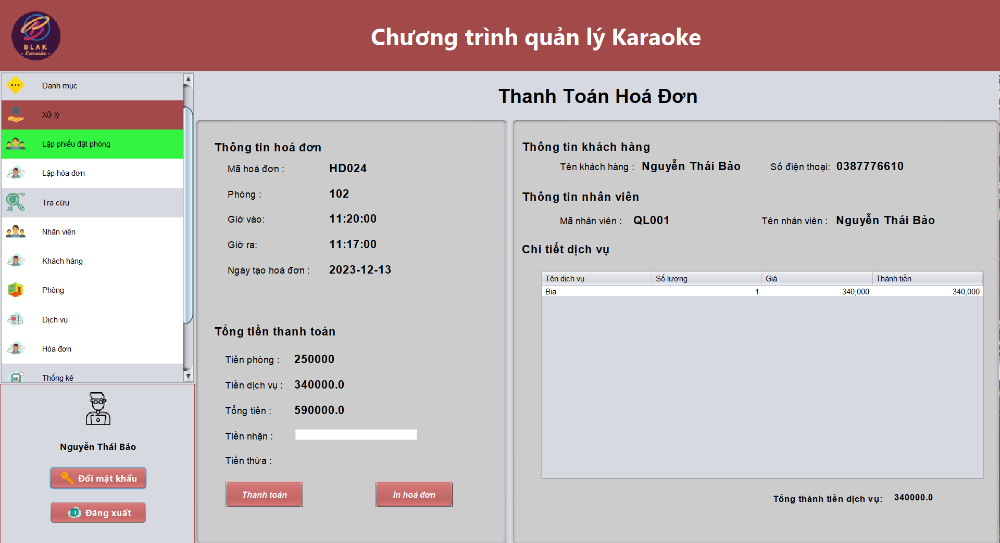 BLAK
- Karaoke -
Chương trình quản lý Karaoke
Danh mục
Xử lý
Lập phiếu đặt phòng
Lập hóa đơn
Tra cứu
Nhân viên
Khách hàng
Phòng
Dịch vụ
Hóa đơn
Thống kê
Nguyễn Thái Bảo
Đổi mật khẩu
Đăng xuất
Thanh Toán Hoá Đơn
Thông tin hoá đơn
Mã hoá đơn : HD024
Phòng : 102
Giờ vào: 11:20:00
Giờ ra: 11:17:00
Ngày tạo hoá đơn : 2023-12-13
Tổng tiền thanh toán
Tiền phòng : 250000
Tiền dịch vụ : 340000.0
Tổng tiền : 590000.0
Tiền nhận :
Tiền thừa :
Thanh toán In hoá đơn
Thông tin khách hàng
Tên khách hàng : Nguyễn Thái Bảo Số điện thoại: 0387776610
Thông tin nhân viên
Mã nhân viên : QL001 Tên nhân viên : Nguyễn Thái Bảo
Chi tiết dịch vụ
Tên dịch vụ Số lượng Giá Thành tiền
Bia 1 340,000 340,000
Tổng thành tiền dịch vụ: 340000.0